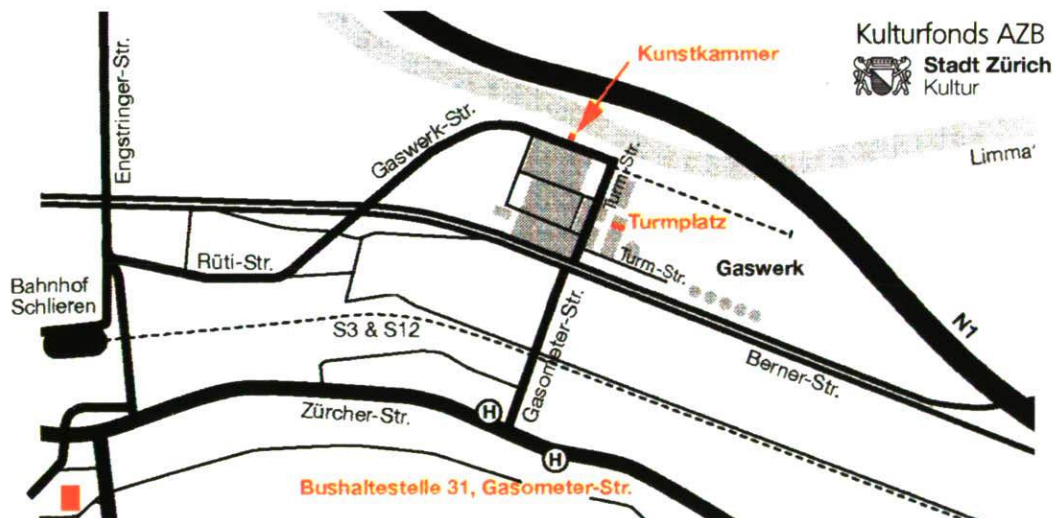 Kulturfonds AZB
Stadt Zürich
Kultur
Kunstkammer
Engstringer-Str.
Gaswerk-Str.
Limma
Turm-Str.
Turmplatz
Rüti-Str.
Turm-Str.
Gaswerk
Bahnhof
Schlieren
S3 & S12
Gasometer-Str.
N1
Berner-Str.
Zürcher-Str.
H
H
Bushaltestelle 31, Gasometer-Str.